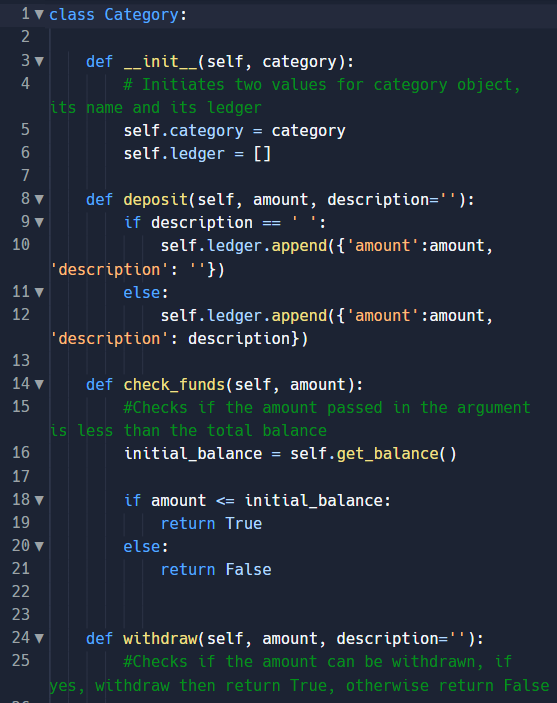 1 ▼ class Category:
2
3 ▼     def __init__(self, category):
4         # Initiates two values for category object,
its name and its ledger
5         self.category = category
6         self.ledger = []
7
8 ▼     def deposit(self, amount, description=''):
9 ▼         if description == ' ':
10             self.ledger.append({'amount':amount,
'description': ''})
11 ▼         else:
12             self.ledger.append({'amount':amount,
'description': description})
13
14 ▼     def check_funds(self, amount):
15         #Checks if the amount passed in the argument
is less than the total balance
16         initial_balance = self.get_balance()
17
18 ▼         if amount <= initial_balance:
19             return True
20 ▼         else:
21             return False
22
23
24 ▼     def withdraw(self, amount, description=''):
25         #Checks if the amount can be withdrawn, if
yes, withdraw then return True, otherwise return False